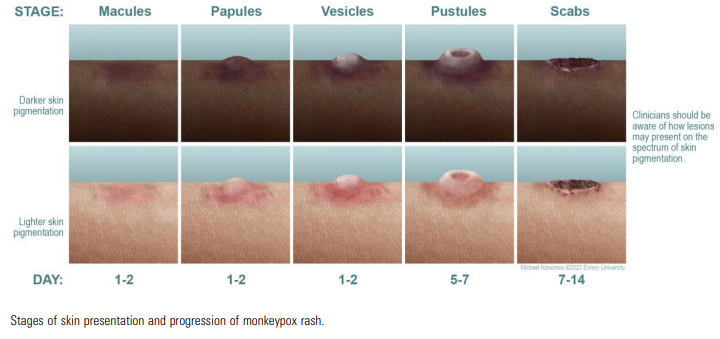 STAGE: Macules Papules Vesicles Pustules Scabs
Darker skin
pigmentation
Clinicians should be
aware of how lesions
may present on the
spectrum of skin
pigmentation.
Lighter skin
pigmentation
Michael Konomos ©2022 Emory University
DAY: 1-2 1-2 1-2 5-7 7-14
Stages of skin presentation and progression of monkeypox rash.